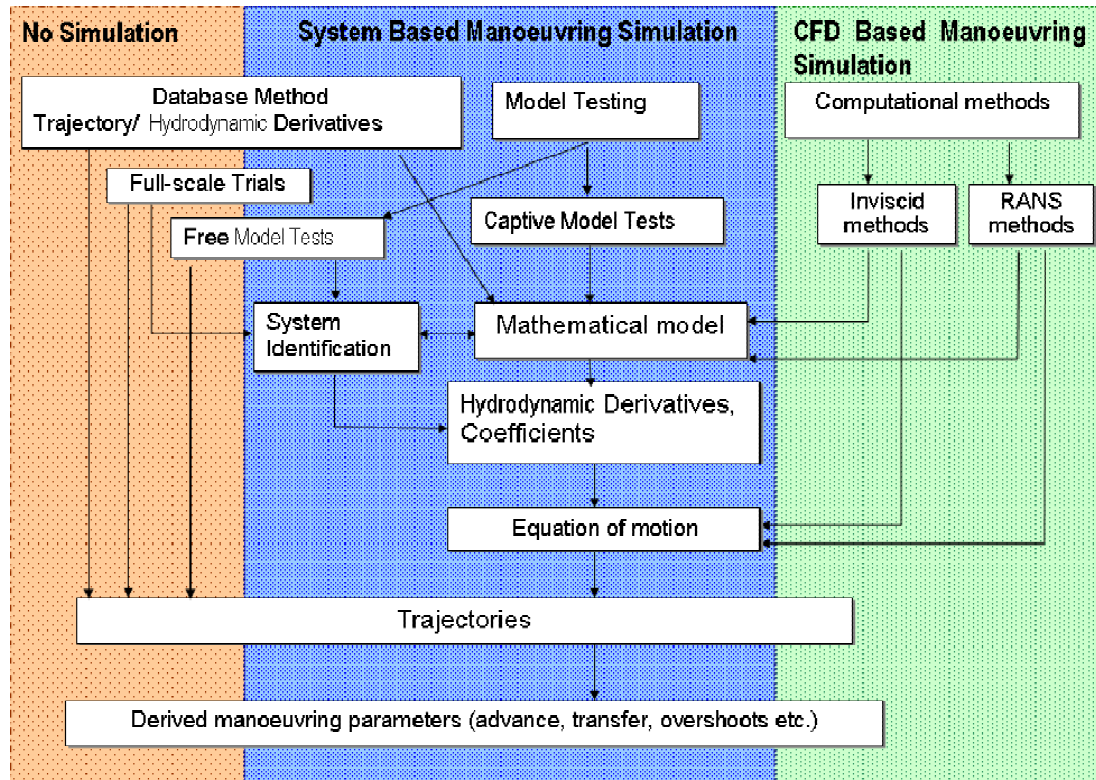 No Simulation
System Based Manoeuvring Simulation
CFD Based Manoeuvring
Simulation
Database Method
Trajectory/ Hydrodynamic Derivatives
Model Testing
Computational methods
Full-scale Trials
Free Model Tests
Captive Model Tests
Inviscid
methods
RANS
methods
System
Identification
Mathematical model
Hydrodynamic Derivatives,
Coefficients
Equation of motion
Trajectories
Derived manoeuvring parameters (advance, transfer, overshoots etc.)